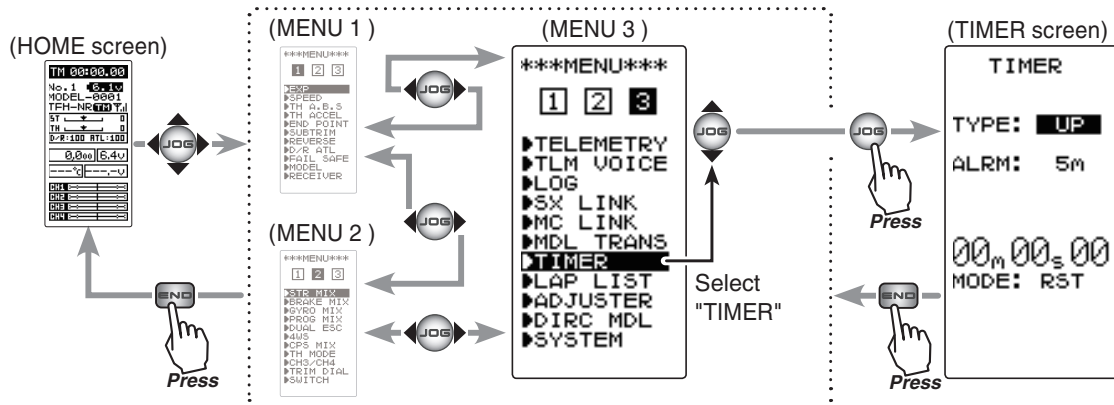 (HOME screen)
TM 00:00.00
No.1 6.1v
MODEL-0001
TFH-NR TM
ST 0
TH 0
D/R:100 ATL:100
6.4v
---°C ---.-V
CH1
CH2
CH3
CH4
JOG
END
Press
(MENU 1 )
***MENU***
1 2 3
EXP
SPEED
TH A.B.S
TH ACCEL
END POINT
SUBTRIM
REVERSE
D/R ATL
FAIL SAFE
MODEL
RECEIVER
JOG
JOG
(MENU 2 )
***MENU***
1 2 3
STR MIX
BRAKE MIX
GYRO MIX
PROG MIX
DUAL ESC
4WS
CPS MIX
TH MODE
CH3/CH4
TRIM DIAL
SWITCH
JOG
(MENU 3 )
***MENU***
1 2 3
TELEMETRY
TLM VOICE
LOG
SX LINK
MC LINK
MDL TRANS
TIMER
LAP LIST
ADJUSTER
DIRC MDL
SYSTEM
JOG
Select
"TIMER"
JOG
Press
END
Press
(TIMER screen)
TIMER
TYPE: UP
ALRM: 5m
00m00s00
MODE: RST